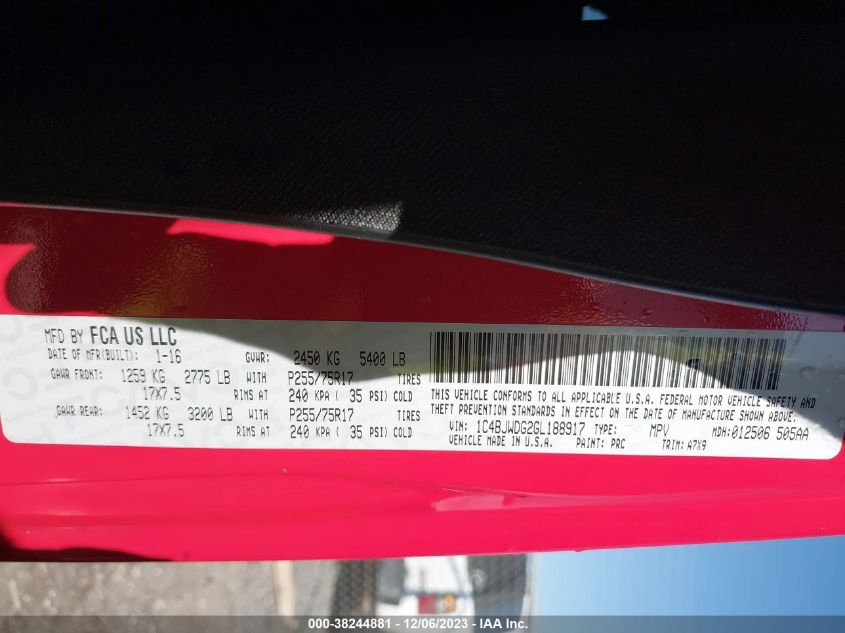 MFD BY FCA US LLC
DATE OF MFR(BUILT): 1-16 GVWR: 2450 KG 5400 LB
GAWR FRONT: 1259 KG 2775 LB WITH P255/75R17 TIRES
17X7.5 RIMS AT 240 KPA ( 35 PSI) COLD
GAWR REAR: 1452 KG 3200 LB WITH P255/75R17 TIRES
17X7.5 RIMS AT 240 KPA ( 35 PSI) COLD
THIS VEHICLE CONFORMS TO ALL APPLICABLE U.S.A. FEDERAL MOTOR VEHICLE SAFETY AND
THEFT PREVENTION STANDARDS IN EFFECT ON THE DATE OF MANUFACTURE SHOWN ABOVE.
VIN: 1C4BJWDG2GL188917 TYPE: MPV MDH:012506 505AA
VEHICLE MADE IN U.S.A. PAINT: PRC TRIM: A7X9
000-38244881 - 12/06/2023 - IAA Inc.